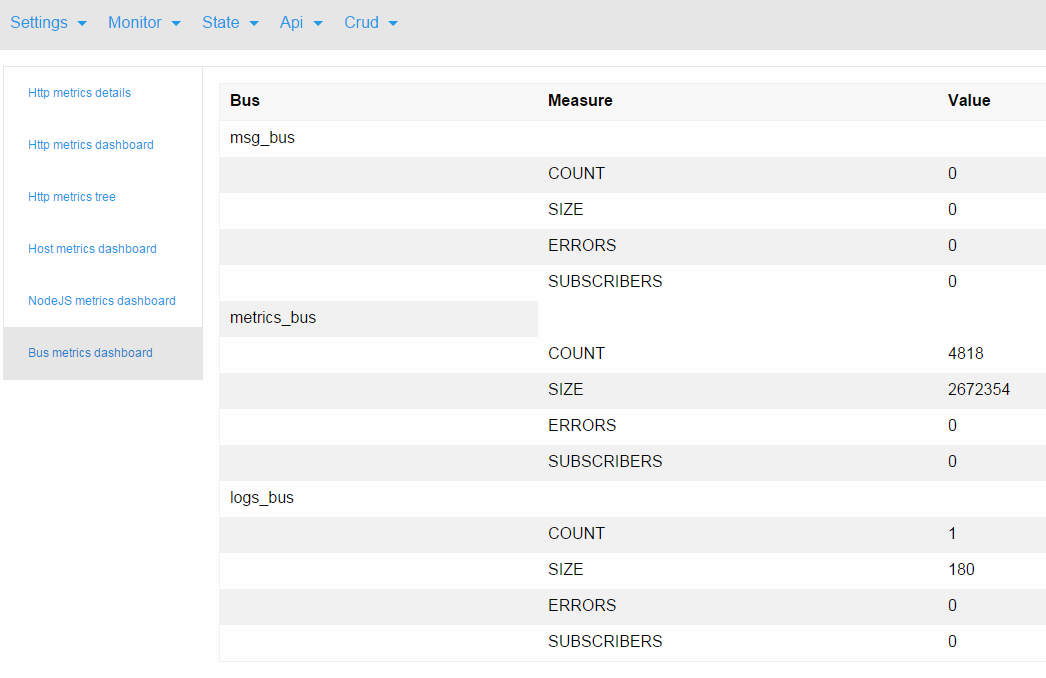 Settings Monitor State Api Crud
Http metrics details
Http metrics dashboard
Http metrics tree
Host metrics dashboard
NodeJS metrics dashboard
Bus metrics dashboard
Bus Measure Value
msg_bus
COUNT 0
SIZE 0
ERRORS 0
SUBSCRIBERS 0
metrics_bus
COUNT 4818
SIZE 2672354
ERRORS 0
SUBSCRIBERS 0
logs_bus
COUNT 1
SIZE 180
ERRORS 0
SUBSCRIBERS 0